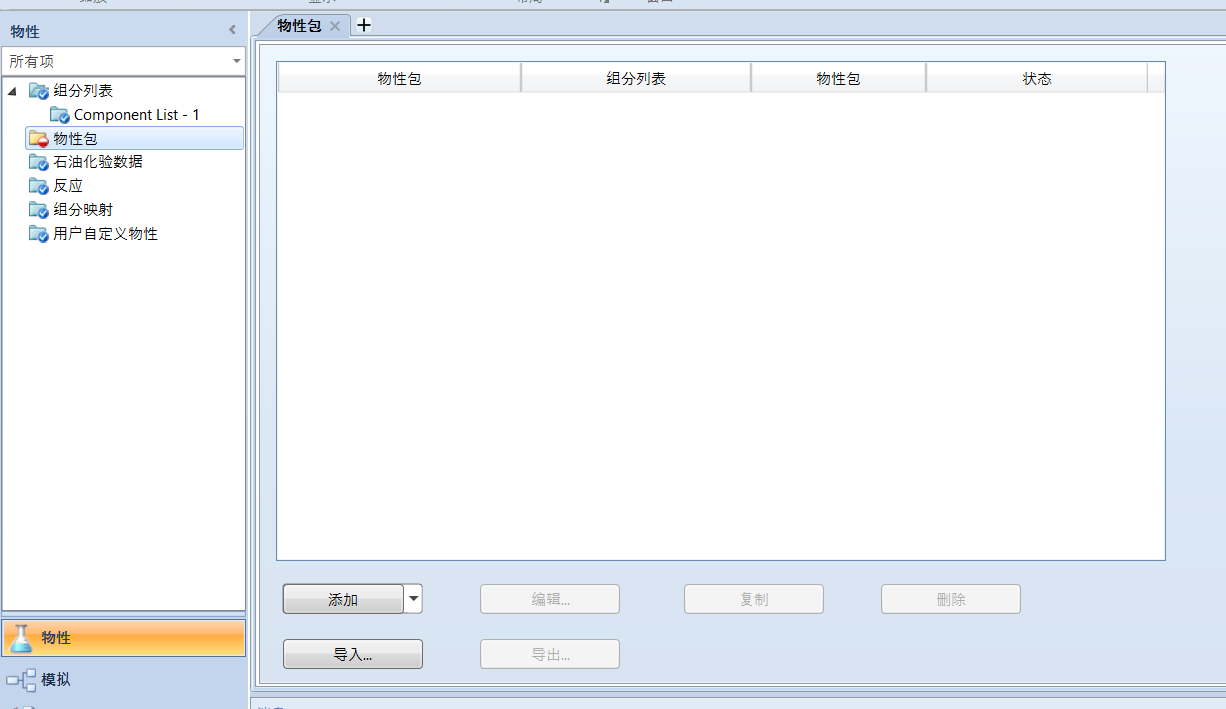 物性
所有项
组分列表
Component List - 1
物性包
石油化验数据
反应
组分映射
用户自定义物性
物性
模拟
物性包
物性包 组分列表 物性包 状态
添加 编辑... 复制 删除
导入... 导出...